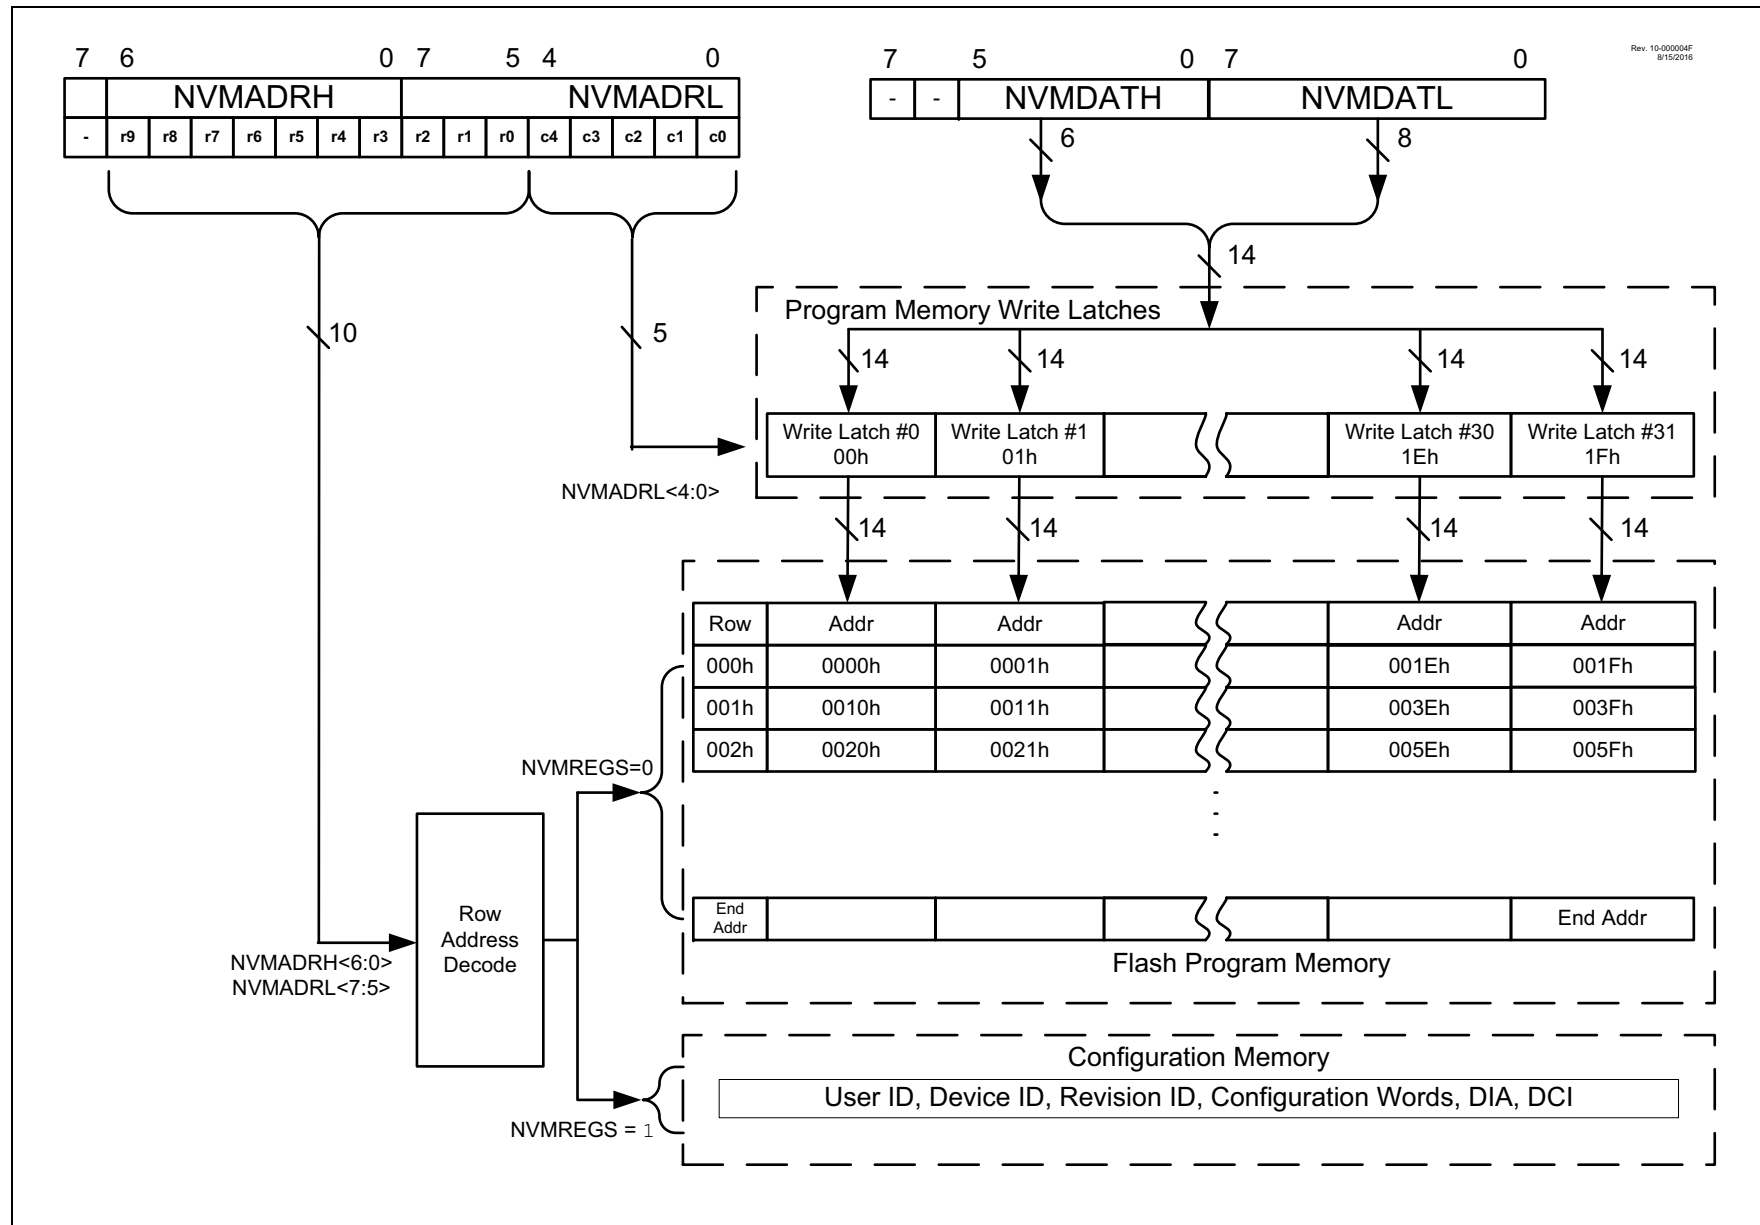 Rev. 10-000004F
8/15/2016
7 6 0 7 5 4 0
7 5 0 7 0
NVMADRH NVMADRL
- - NVMDATH NVMDATL
- r9 r8 r7 r6 r5 r4 r3 r2 r1 r0 c4 c3 c2 c1 c0
6 8
14
Program Memory Write Latches
10 5
14 14 14 14
Write Latch #0 Write Latch #1 Write Latch #30 Write Latch #31
00h 01h 1Eh 1Fh
NVMADRL<4:0>
14 14 14 14
Row Addr Addr Addr Addr
000h 0000h 0001h 001Eh 001Fh
001h 0010h 0011h 003Eh 003Fh
002h 0020h 0021h 005Eh 005Fh
NVMREGS=0
End
Addr
End Addr
Row
Address
Decode
NVMADRH<6:0>
NVMADRL<7:5>
Flash Program Memory
Configuration Memory
User ID, Device ID, Revision ID, Configuration Words, DIA, DCI
NVMREGS = 1